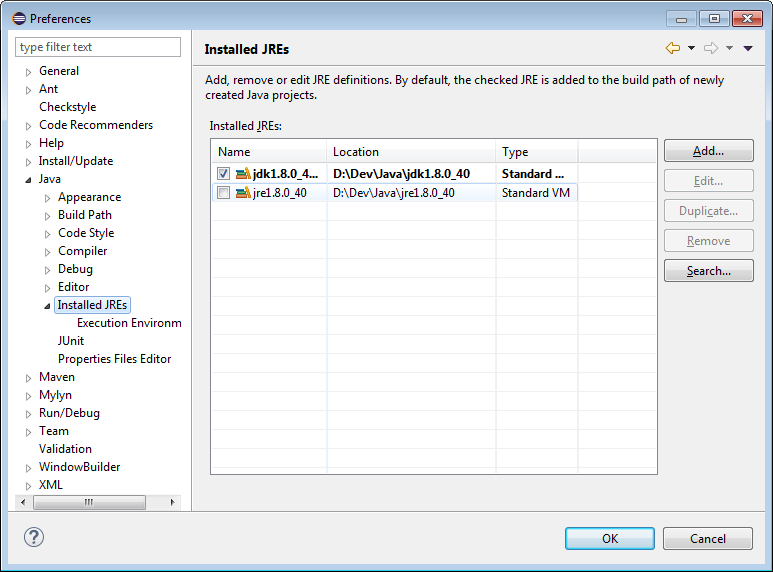 Preferences
type filter text
General
Ant
Checkstyle
Code Recommenders
Help
Install/Update
Java
Appearance
Build Path
Code Style
Compiler
Debug
Editor
Installed JREs
Execution Environm
JUnit
Properties Files Editor
Maven
Mylyn
Run/Debug
Team
Validation
WindowBuilder
XML
Installed JREs
Add, remove or edit JRE definitions. By default, the checked JRE is added to the build path of newly
created Java projects.
Installed JREs:
Name Location Type
jdk1.8.0_4... D:\Dev\Java\jdk1.8.0_40 Standard ...
jre1.8.0_40 D:\Dev\Java\jre1.8.0_40 Standard VM
Add...
Edit...
Duplicate...
Remove
Search...
?
OK Cancel